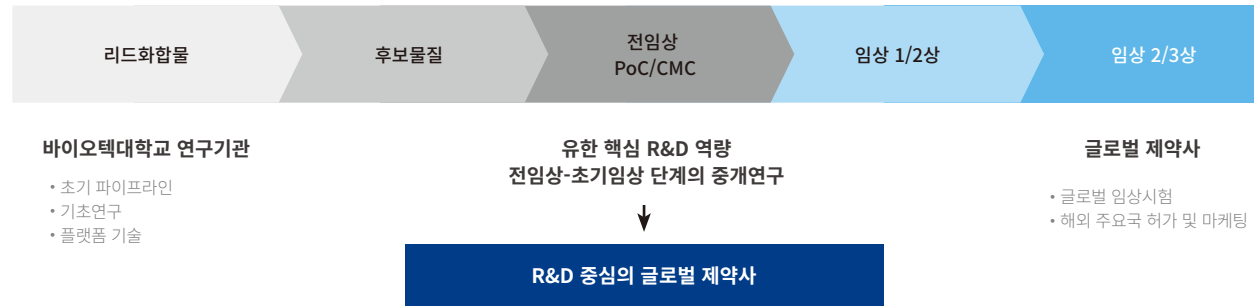 리드화합물
후보물질
전임상
PoC/CMC
임상 1/2상
임상 2/3상
바이오텍대학교 연구기관
• 초기 파이프라인
• 기초연구
• 플랫폼 기술
유한 핵심 R&D 역량
전임상-초기임상 단계의 중개연구
R&D 중심의 글로벌 제약사
글로벌 제약사
• 글로벌 임상시험
• 해외 주요국 허가 및 마케팅